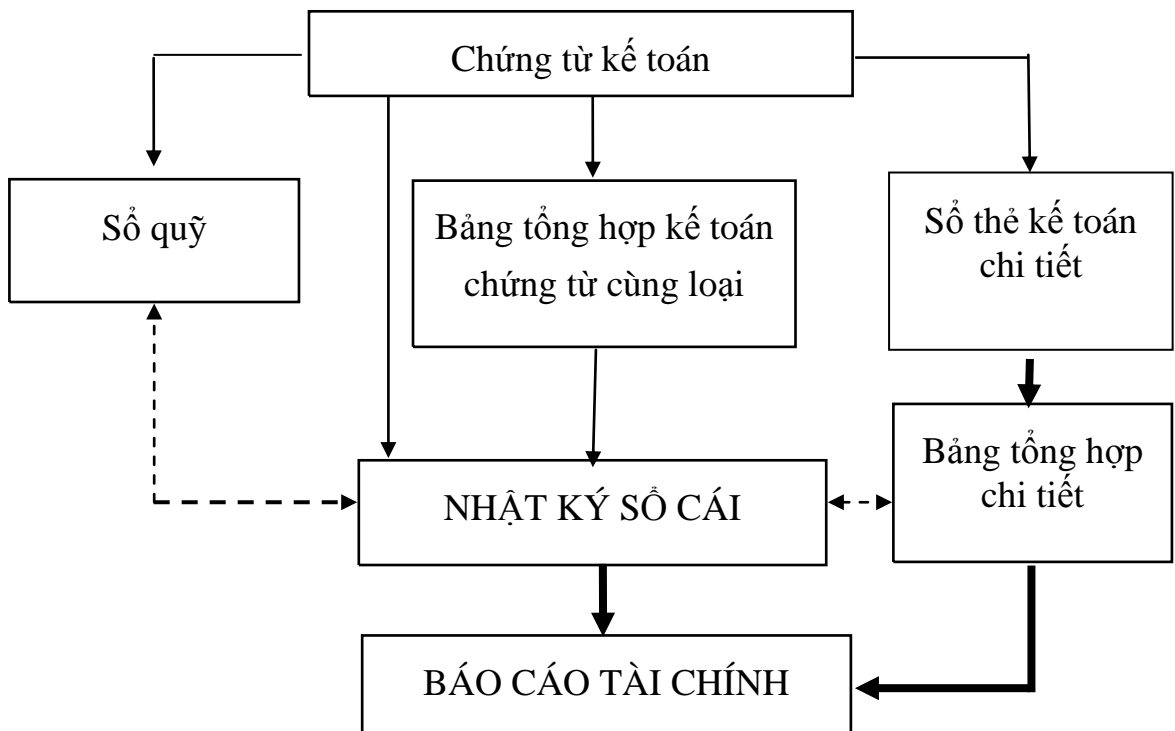 Chứng từ kế toán
Sổ quỹ
Bảng tổng hợp kế toán
chứng từ cùng loại
Sổ thẻ kế toán
chi tiết
Bảng tổng hợp
chi tiết
NHẬT KÝ SỔ CÁI
BÁO CÁO TÀI CHÍNH